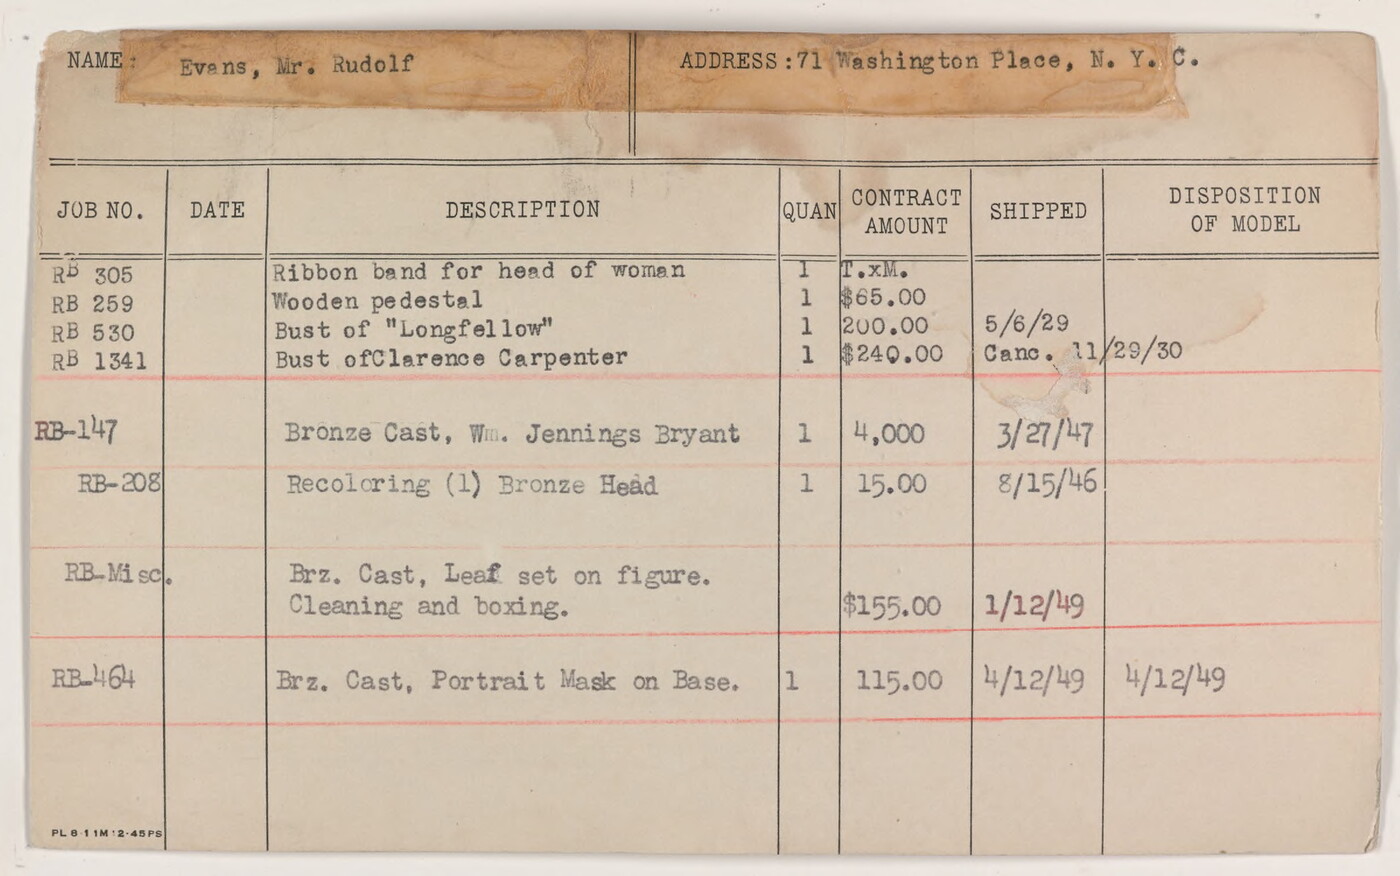 NAME: Evans, Mr. Rudolf ADDRESS:71 Washington Place, N. Y. C.
JOB NO. DATE DESCRIPTION QUAN CONTRACT AMOUNT SHIPPED DISPOSITION OF MODEL
RB 305 Ribbon band for head of woman 1 T.xM.
RB 259 Wooden pedestal 1 $65.00
RB 530 Bust of "Longfellow" 1 200.00 5/6/29
RB 1341 Bust ofClarence Carpenter 1 $240.00 Canc. 11/29/30
RB-147 Bronze Cast, Wm. Jennings Bryant 1 4,000 3/27/47
RB-208 Recoloring (1) Bronze Head 1 15.00 8/15/46
RB-Misc. Brz. Cast, Leaf set on figure.
Cleaning and boxing. $155.00 1/12/49
RB-464 Brz. Cast, Portrait Mask on Base. 1 115.00 4/12/49 4/12/49